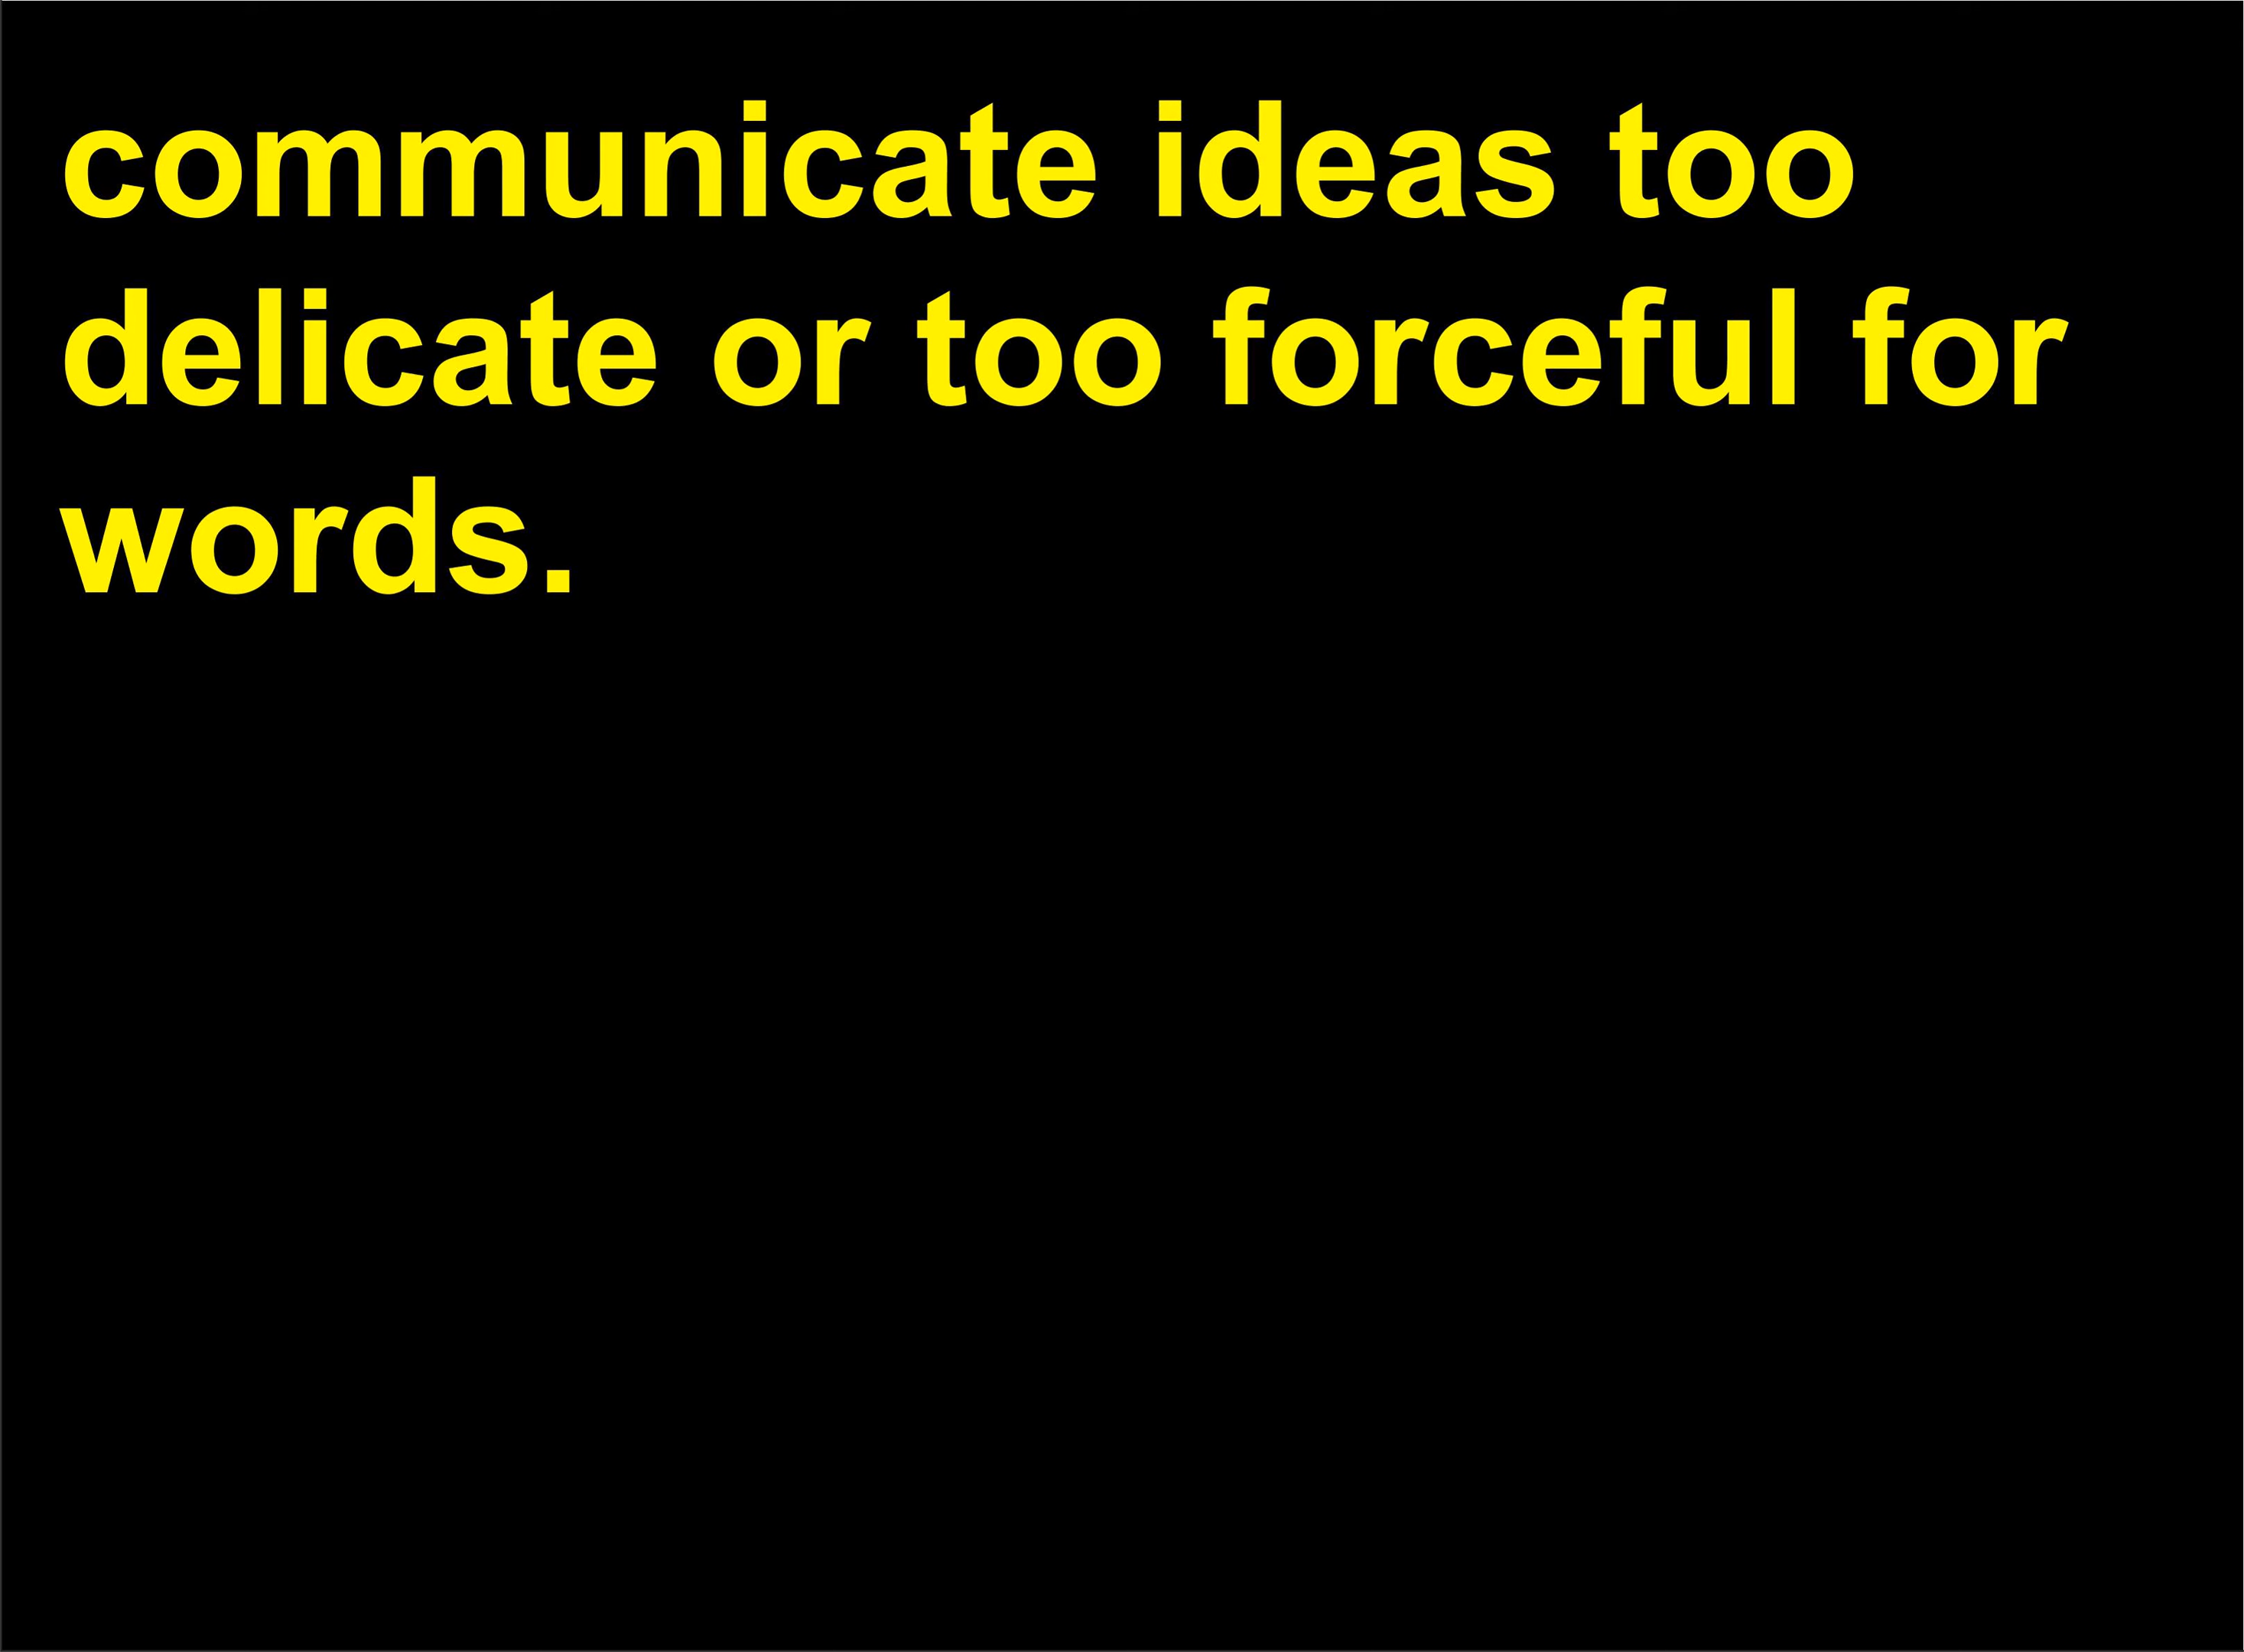 communicate ideas too
delicate or too forceful for
words.